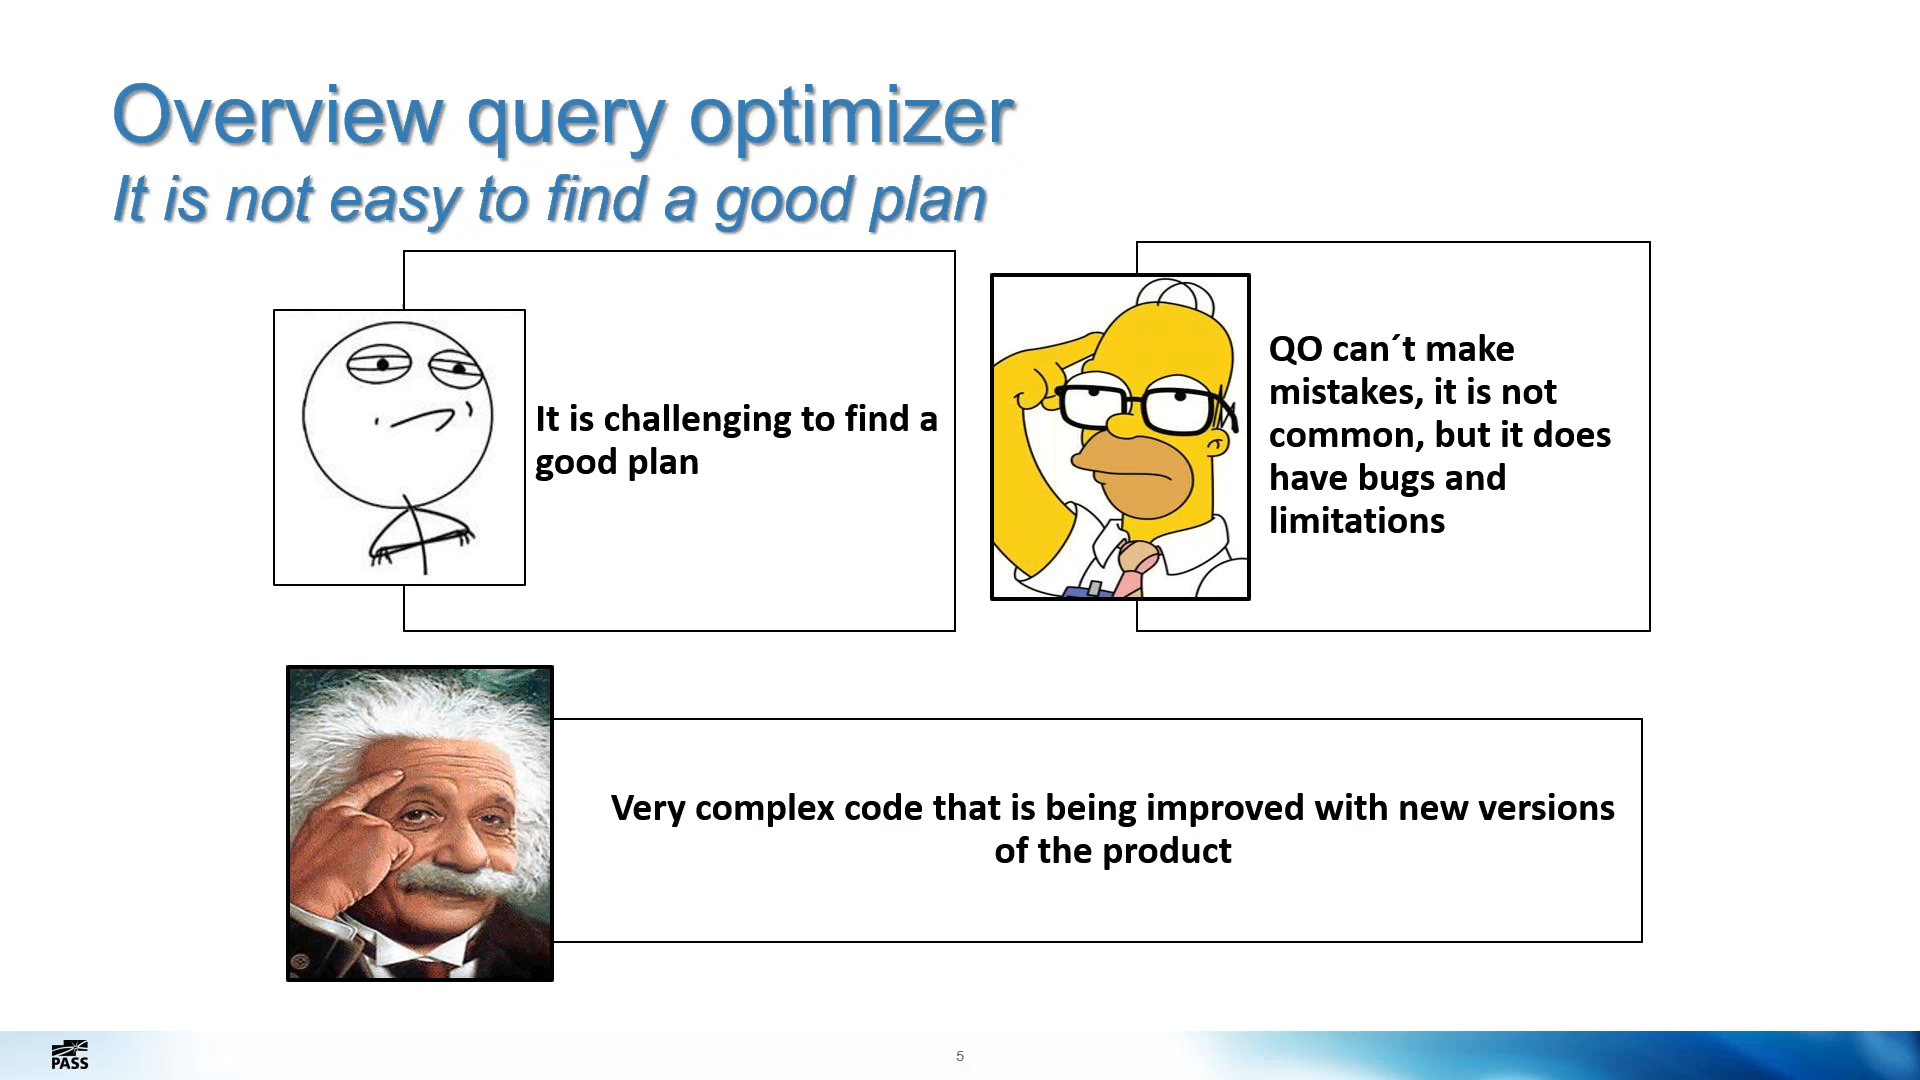 Overview query optimizer
It is not easy to find a good plan
It is challenging to find a
good plan
QO can´t make
mistakes, it is not
common, but it does
have bugs and
limitations
Very complex code that is being improved with new versions
of the product
PASS
5